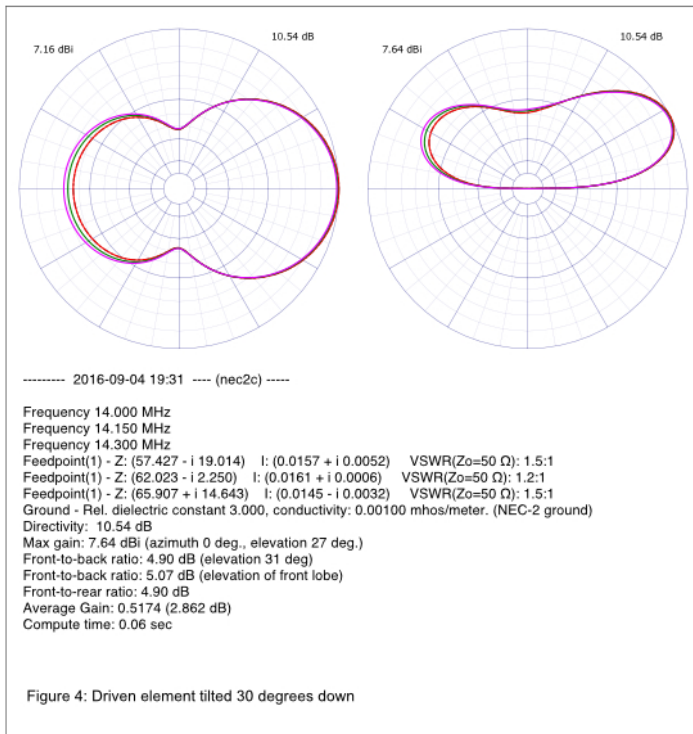 7.16 dBi
10.54 dB
7.64 dBi
10.54 dB
--------- 2016-09-04 19:31 ---- (nec2c) -----
Frequency 14.000 MHz
Frequency 14.150 MHz
Frequency 14.300 MHz
Feedpoint(1) - Z: (57.427 - i 19.014) I: (0.0157 + i 0.0052) VSWR(Zo=50 Ω): 1.5:1
Feedpoint(1) - Z: (62.023 - i 2.250) I: (0.0161 + i 0.0006) VSWR(Zo=50 Ω): 1.2:1
Feedpoint(1) - Z: (65.907 + i 14.643) I: (0.0145 - i 0.0032) VSWR(Zo=50 Ω): 1.5:1
Ground - Rel. dielectric constant 3.000, conductivity: 0.00100 mhos/meter. (NEC-2 ground)
Directivity: 10.54 dB
Max gain: 7.64 dBi (azimuth 0 deg., elevation 27 deg.)
Front-to-back ratio: 4.90 dB (elevation 31 deg)
Front-to-back ratio: 5.07 dB (elevation of front lobe)
Front-to-rear ratio: 4.90 dB
Average Gain: 0.5174 (2.862 dB)
Compute time: 0.06 sec
Figure 4: Driven element tilted 30 degrees down